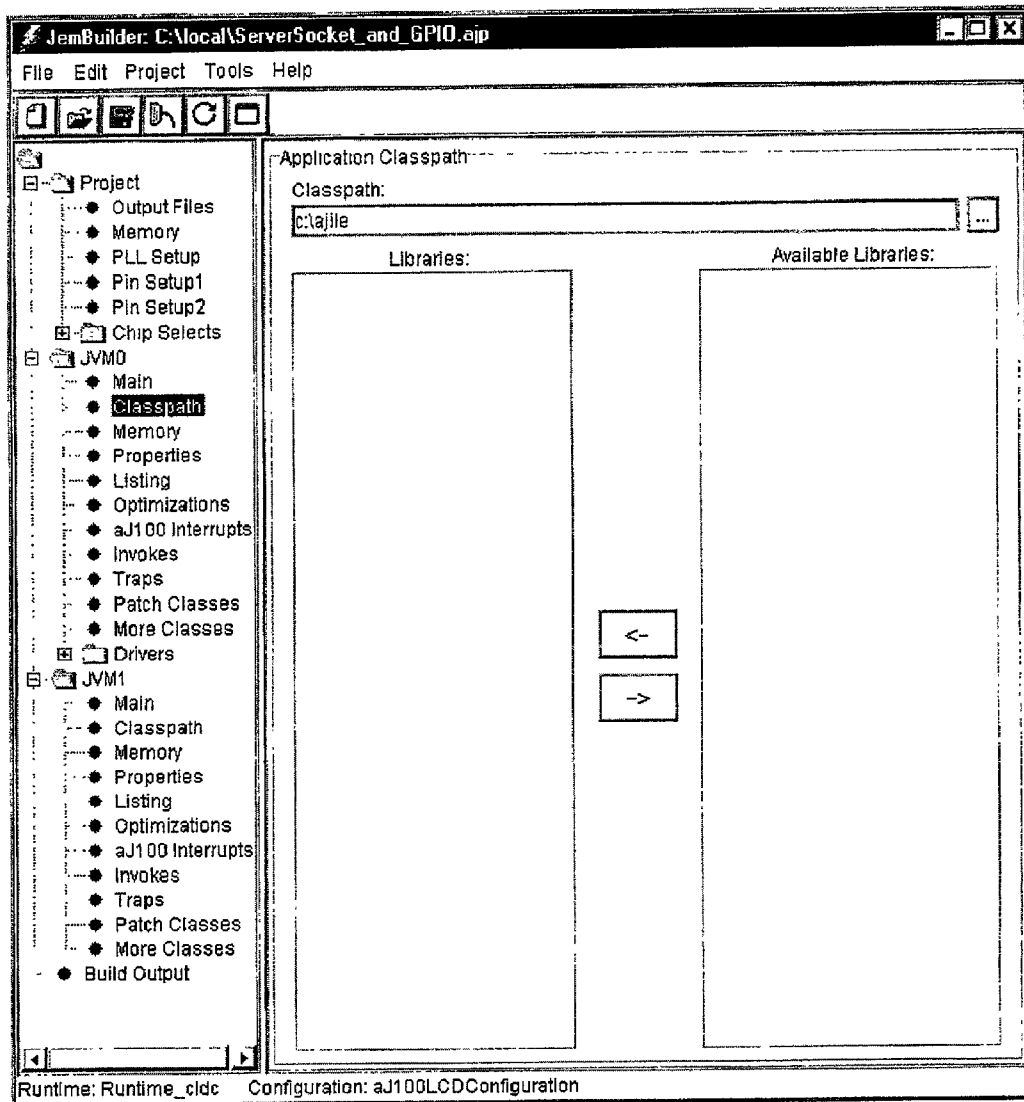 JemBuilder: C:\local\ServerSocket_and_GPIO.ajp
File Edit Project Tools Help
Project
Output Files
Memory
PLL Setup
Pin Setup1
Pin Setup2
Chip Selects
JVM0
Main
Classpath
Memory
Properties
Listing
Optimizations
aJ100 Interrupts
Invokes
Traps
Patch Classes
More Classes
Drivers
JVM1
Main
Classpath
Memory
Properties
Listing
Optimizations
aJ100 Interrupts
Invokes
Traps
Patch Classes
More Classes
Build Output
Application Classpath
Classpath:
c:\ajile
...
Libraries:
Available Libraries:
<-
->
Runtime: Runtime_cldc Configuration: aJ100LCDConfiguration